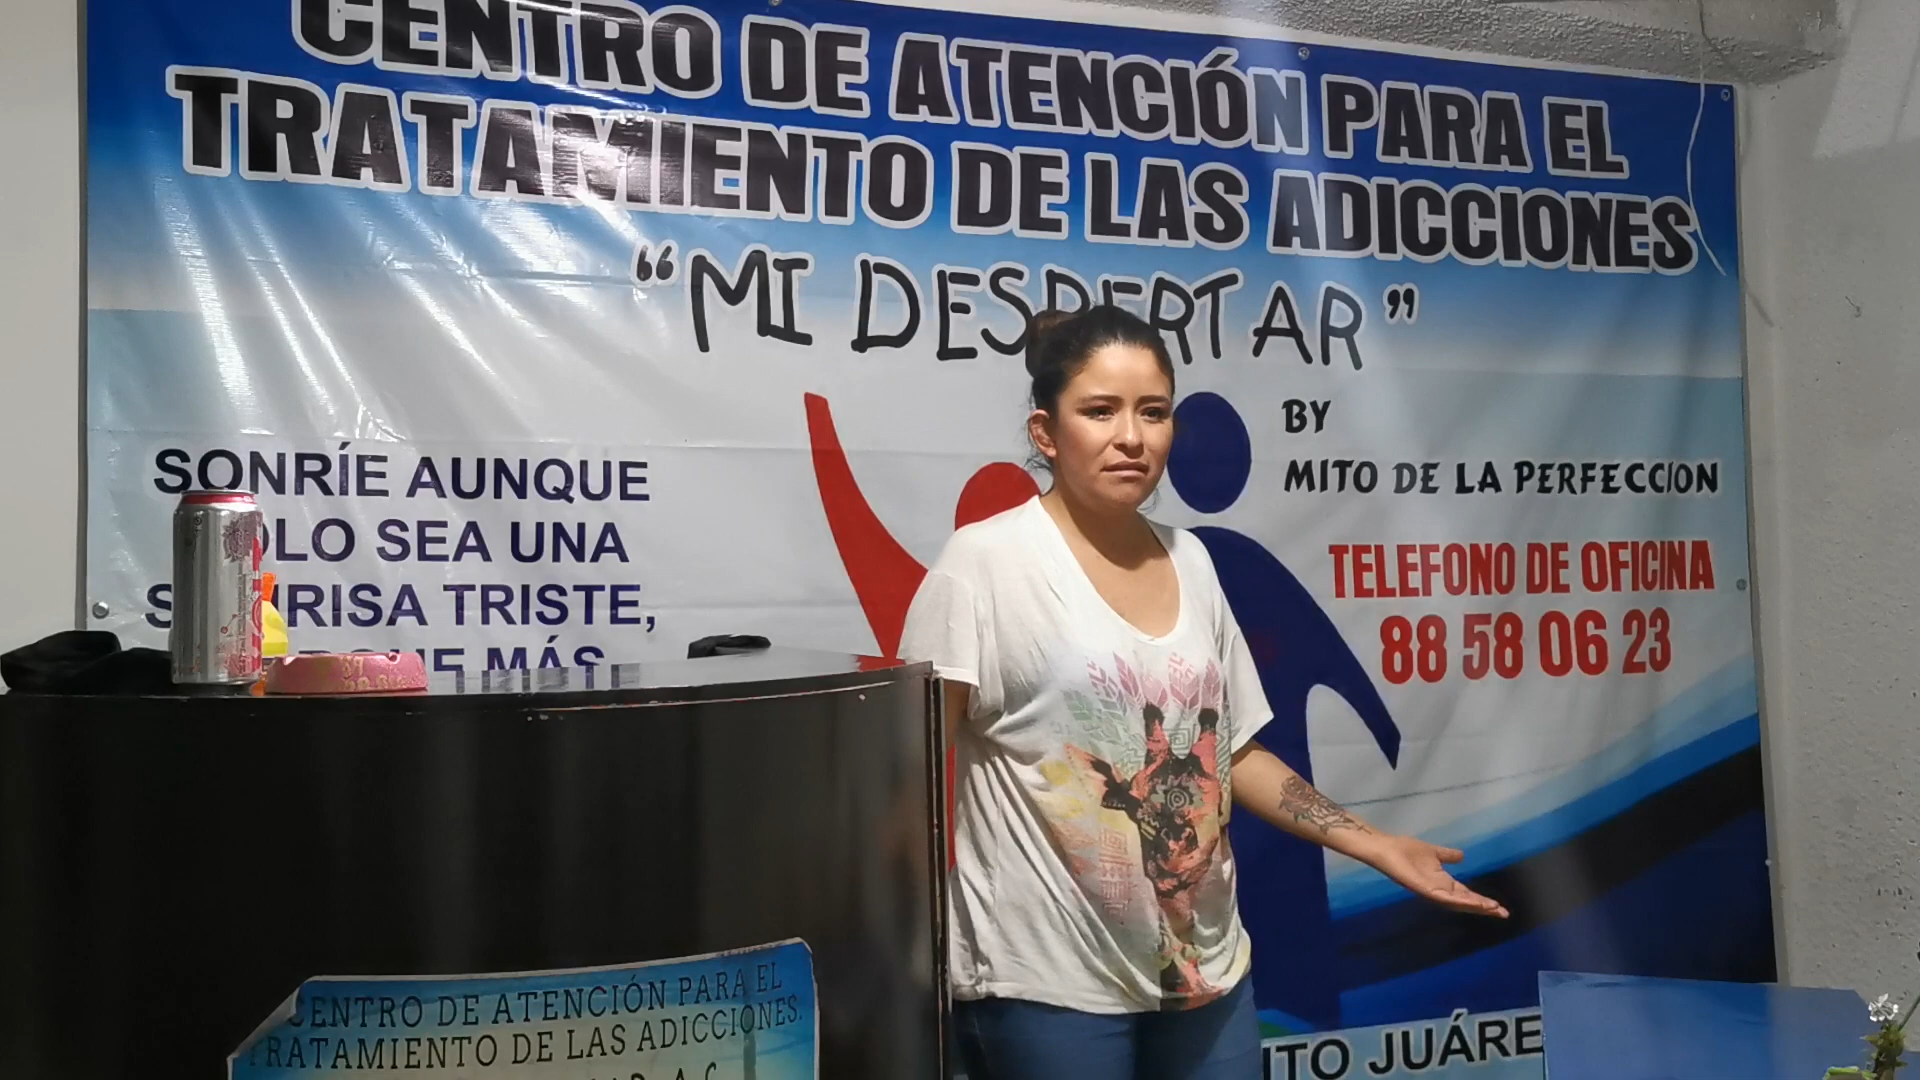 CENTRO DE ATENCIÓN PARA EL
TRATAMIENTO DE LAS ADICCIONES
“MI DESPERTAR”
BY
MITO DE LA PERFECCION
TELEFONO DE OFICINA
88 58 06 23
SONRÍE AUNQUE
SOLO SEA UNA
SONRISA TRISTE,
MÁS
CENTRO DE ATENCIÓN PARA EL
TRATAMIENTO DE LAS ADICCIONES.